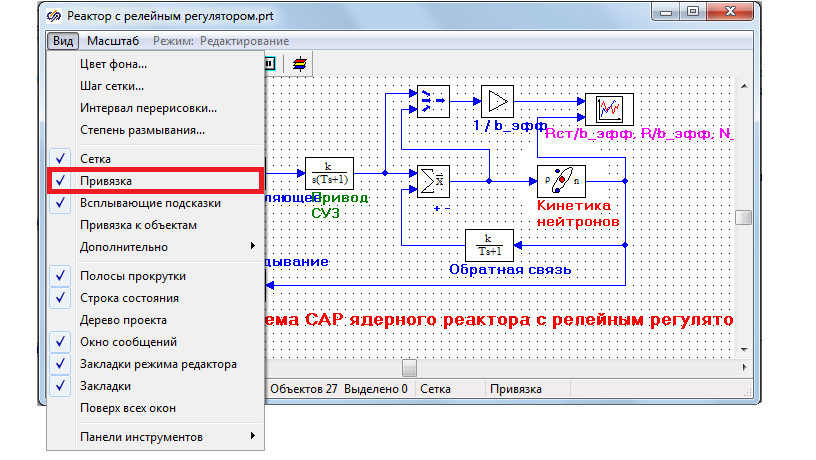 Реактор с релейным регулятором.prt
Вид Масштаб Режим: Редактирование
Цвет фона...
Шаг сетки...
Интервал перерисовки...
Степень размывания...
Сетка
Привязка
Всплывающие подсказки
Привязка к объектам
Дополнительно
Полосы прокрутки
Строка состояния
Дерево проекта
Окно сообщений
Закладки режима редактора
Закладки
Поверх всех окон
Панели инструментов
1/b_эфф
Rст/b_эфф, R/b_эфф, N_
k
s(Ts+1)
Привод
СУЗ
Σx̄
+ -
ρ n
Кинетика
нейтронов
k
Ts+1
Обратная связь
дывание
ема САР ядерного реактора с релейным регулято
Объектов 27 Выделено 0 Сетка Привязка